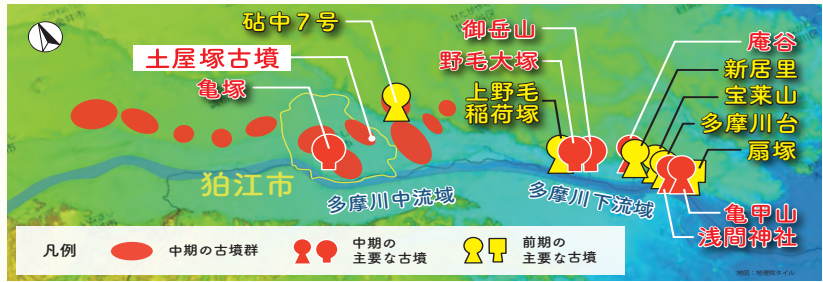 砧中7号
土屋塚古墳
亀塚
御岳山
野毛大塚
上野毛
稲荷塚
庵谷
新居里
宝莱山
多摩川台
扇塚
亀甲山
浅間神社
狛江市
多摩川中流域
多摩川下流域
凡例
中期の古墳群
中期の
主要な古墳
前期の
主要な古墳
地図：地理院タイル